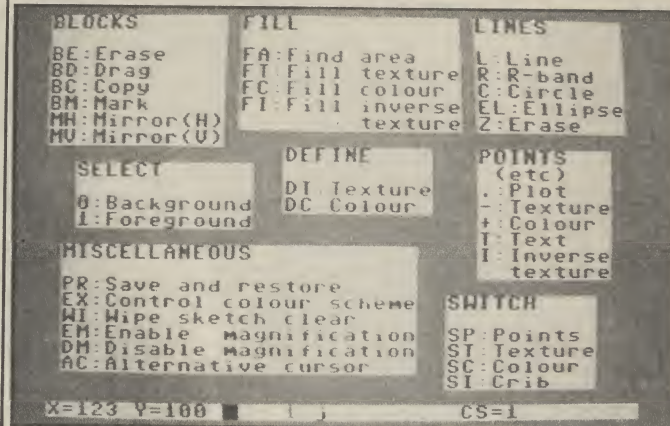 BLOCKS
BE:Erase
BD:Drag
BC:Copy
BM:Mark
MH:Mirror(H)
MV:Mirror(V)
FILL
FA:Find area
FT:Fill texture
FC:Fill colour
FI:Fill inverse
texture
LINES
L:Line
R:R-band
C:Circle
EL:Ellipse
Z:Erase
SELECT
0:Background
1:Foreground
DEFINE
DT:Texture
DC Colour
POINTS
(etc)
.:Plot
-:Texture
+:Colour
T:Text
I:Inverse
texture
MISCELLANEOUS
PR:Save and restore
EX:Control colour scheme
WI:Wipe sketch clear
EM:Enable magnification
DM:Disable magnification
AC:Alternative cursor
SWITCH
SP:Points
ST:Texture
SC:Colour
SI:Crib
X=123 Y=100 CS=1